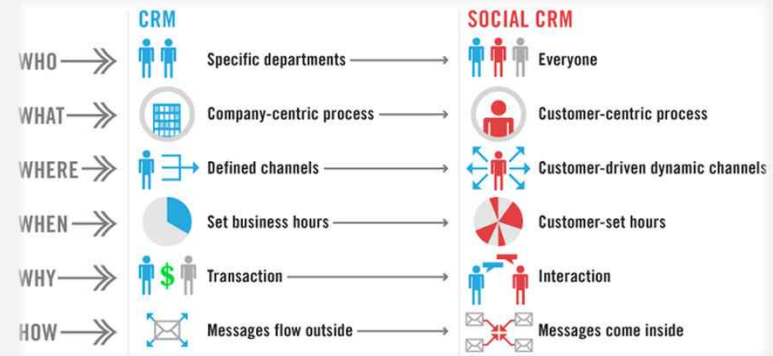 CRM SOCIAL CRM
WHO Specific departments Everyone
WHAT Company-centric process Customer-centric process
WHERE Defined channels Customer-driven dynamic channels
WHEN Set business hours Customer-set hours
WHY $ Transaction Interaction
HOW Messages flow outside Messages come inside